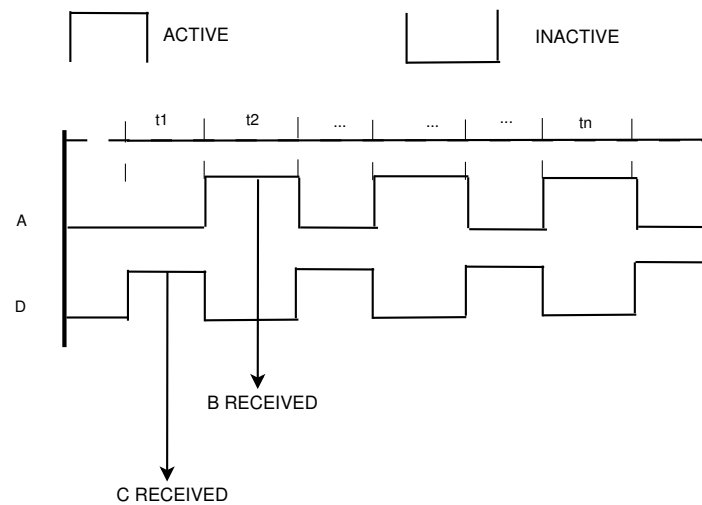 ACTIVE
INACTIVE
t1 t2 ... ... ... tn
A
D
B RECEIVED
C RECEIVED